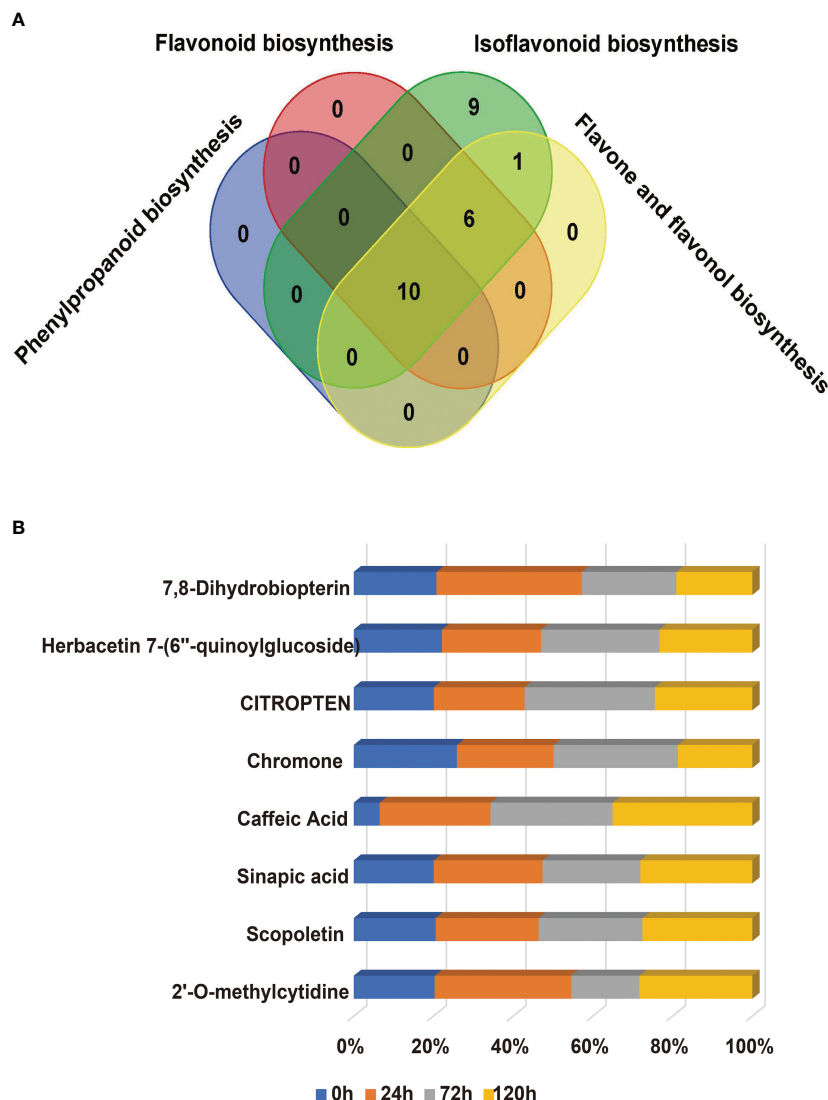 A
Flavonoid biosynthesis
Isoflavonoid biosynthesis
Phenylpropanoid biosynthesis
Flavone and flavonol biosynthesis
0
9
0
0
1
0
0
6
0
0
10
0
0
0
0
B
7,8-Dihydrobiopterin
Herbacetin 7-(6"-quinoylglucoside)
CITROPTEN
Chromone
Caffeic Acid
Sinapic acid
Scopoletin
2'-O-methylcytidine
0% 20% 40% 60% 80% 100%
0h 24h 72h 120h